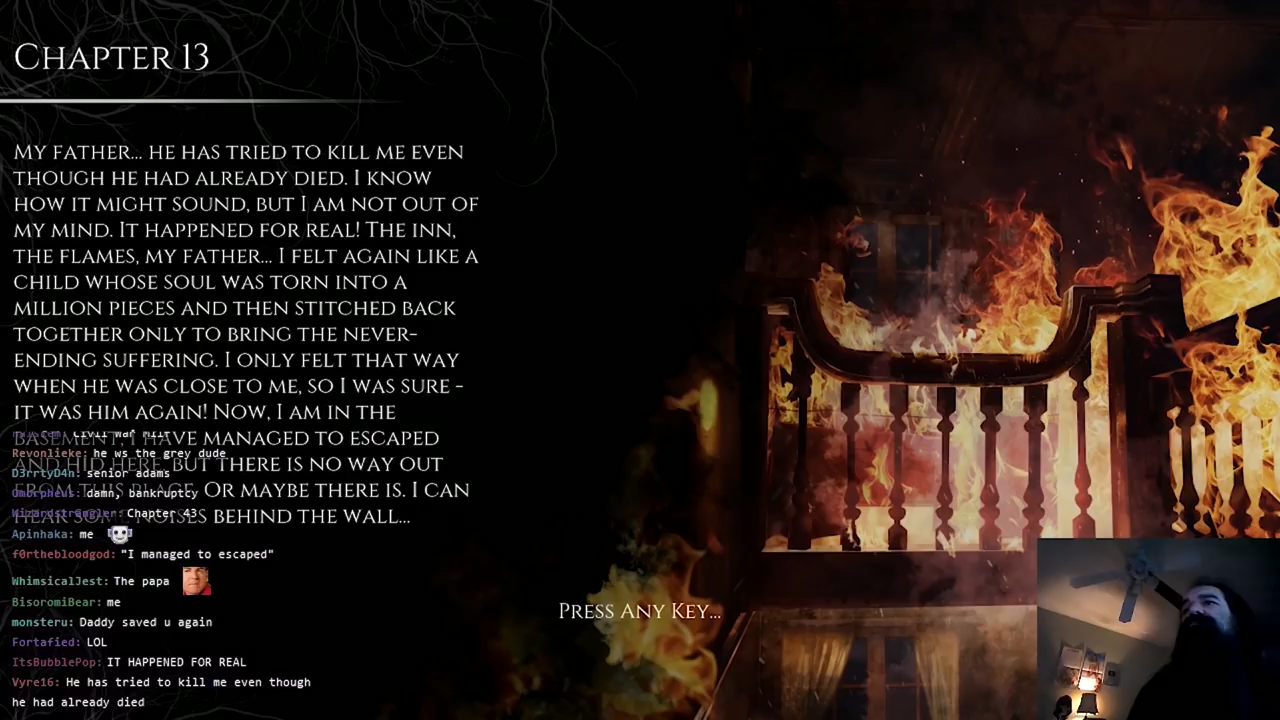 Chapter 13
My father... he has tried to kill me even
though he had already died. I know
how it might sound, but I am not out of
my mind. It happened for real! The inn,
the flames, my father... I felt again like a
child whose soul was torn into a
million pieces and then stitched back
together only to bring the never-
ending suffering. I only felt that way
when he was close to me, so I was sure -
it was him again! Now, I am in the
basement, I have managed to escaped
and hid here, but there is no way out
from this place. Or maybe there is. I can
hear some noises behind the wall...
Revonlieke: he ws the grey dude
D3rrtyD4n: senior adams
Omorpheus: damn, bankruptcy
Wizardstrangler: Chapter 43
Apinhaka: me
f0rthebloodgod: "I managed to escaped"
WhimsicalJest: The papa
BisoromiBear: me
monsteru: Daddy saved u again
Fortafied: LOL
ItsBubblePop: IT HAPPENED FOR REAL
Vyre16: He has tried to kill me even though
he had already died
Press Any Key...